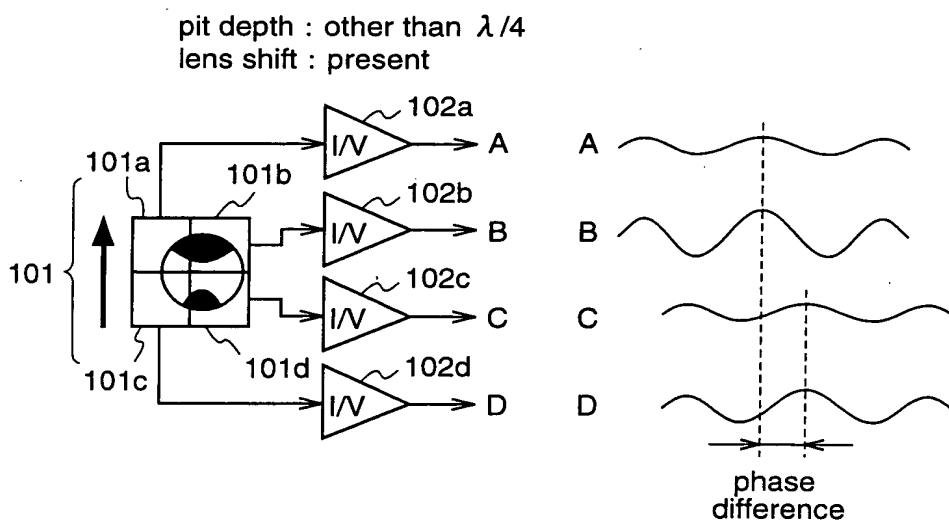 pit depth : other than λ/4
lens shift : present
102a
I/V
A
A
101a
101b
102b
I/V
B
B
101
102c
I/V
C
C
101c
101d
102d
I/V
D
D
phase
difference